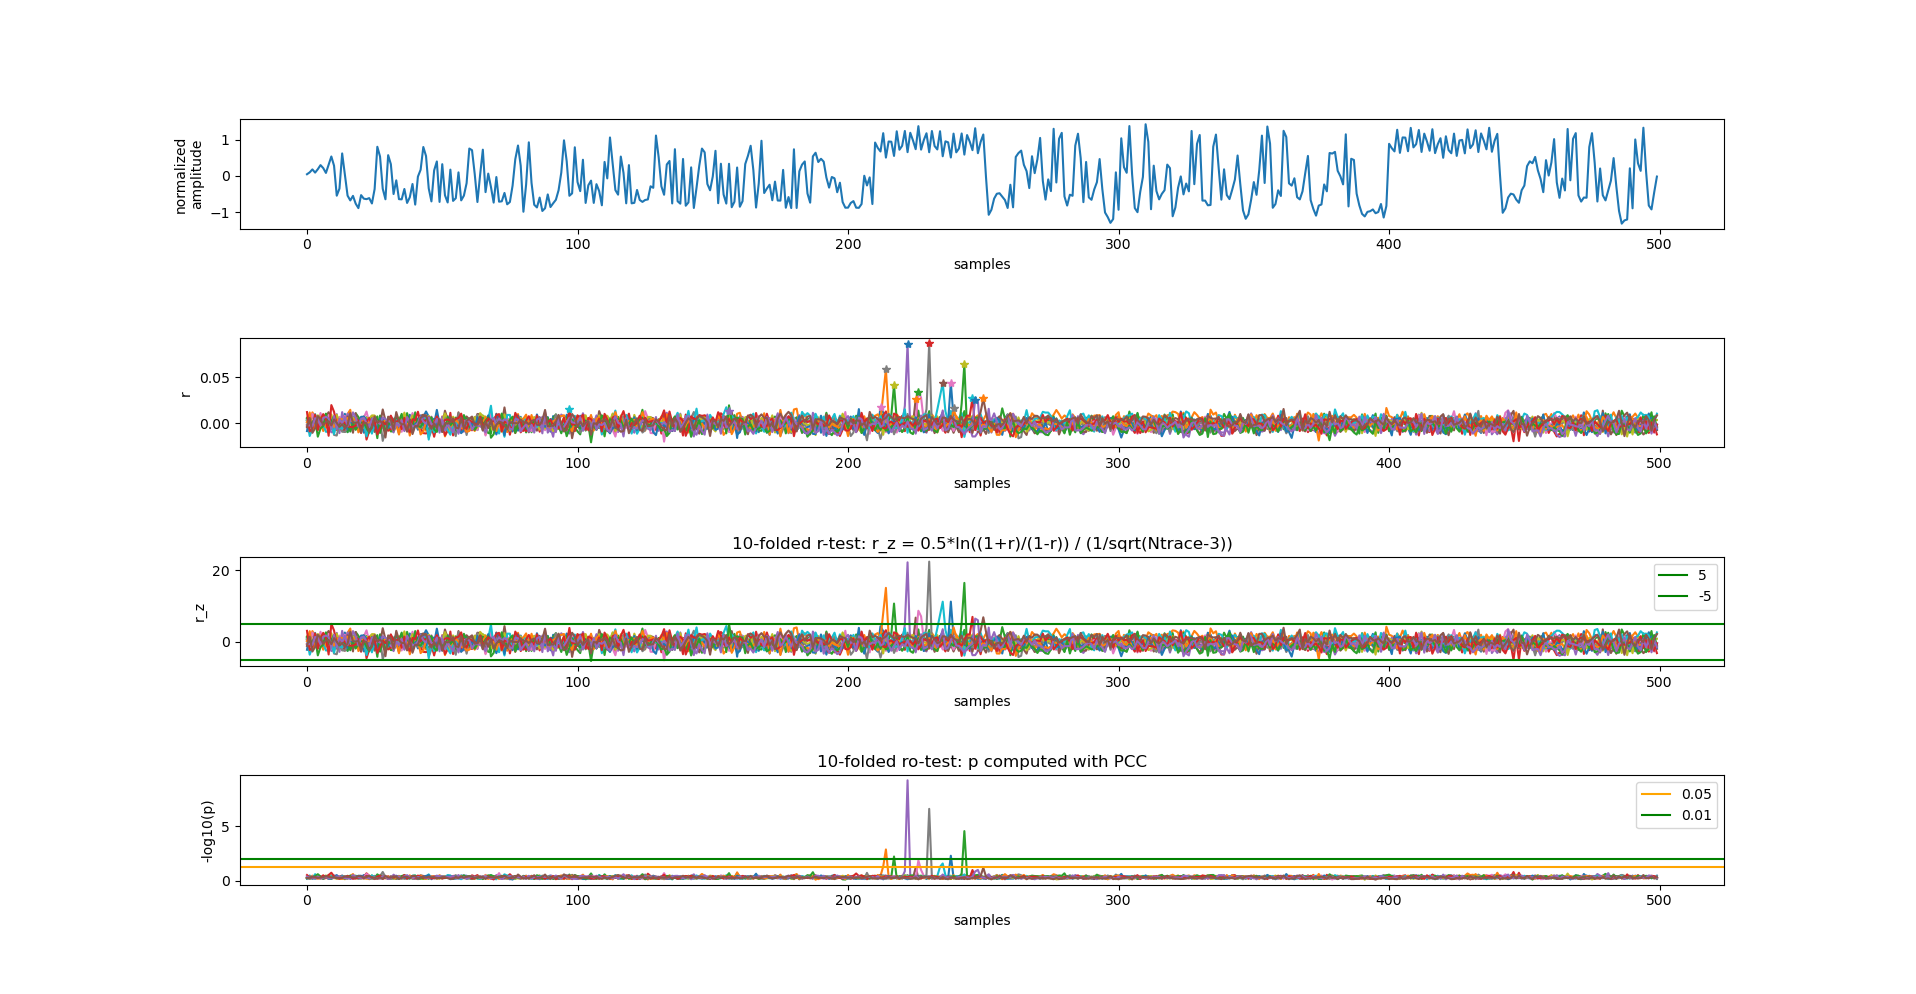 normalized
amplitude
1
0
−1
0 100 200 300 400 500
samples
r
0.05
0.00
0 100 200 300 400 500
samples
10-folded r-test: r_z = 0.5*ln((1+r)/(1-r)) / (1/sqrt(Ntrace-3))
r_z
20
0
5
-5
0 100 200 300 400 500
samples
10-folded ro-test: p computed with PCC
-log10(p)
5
0
0.05
0.01
0 100 200 300 400 500
samples